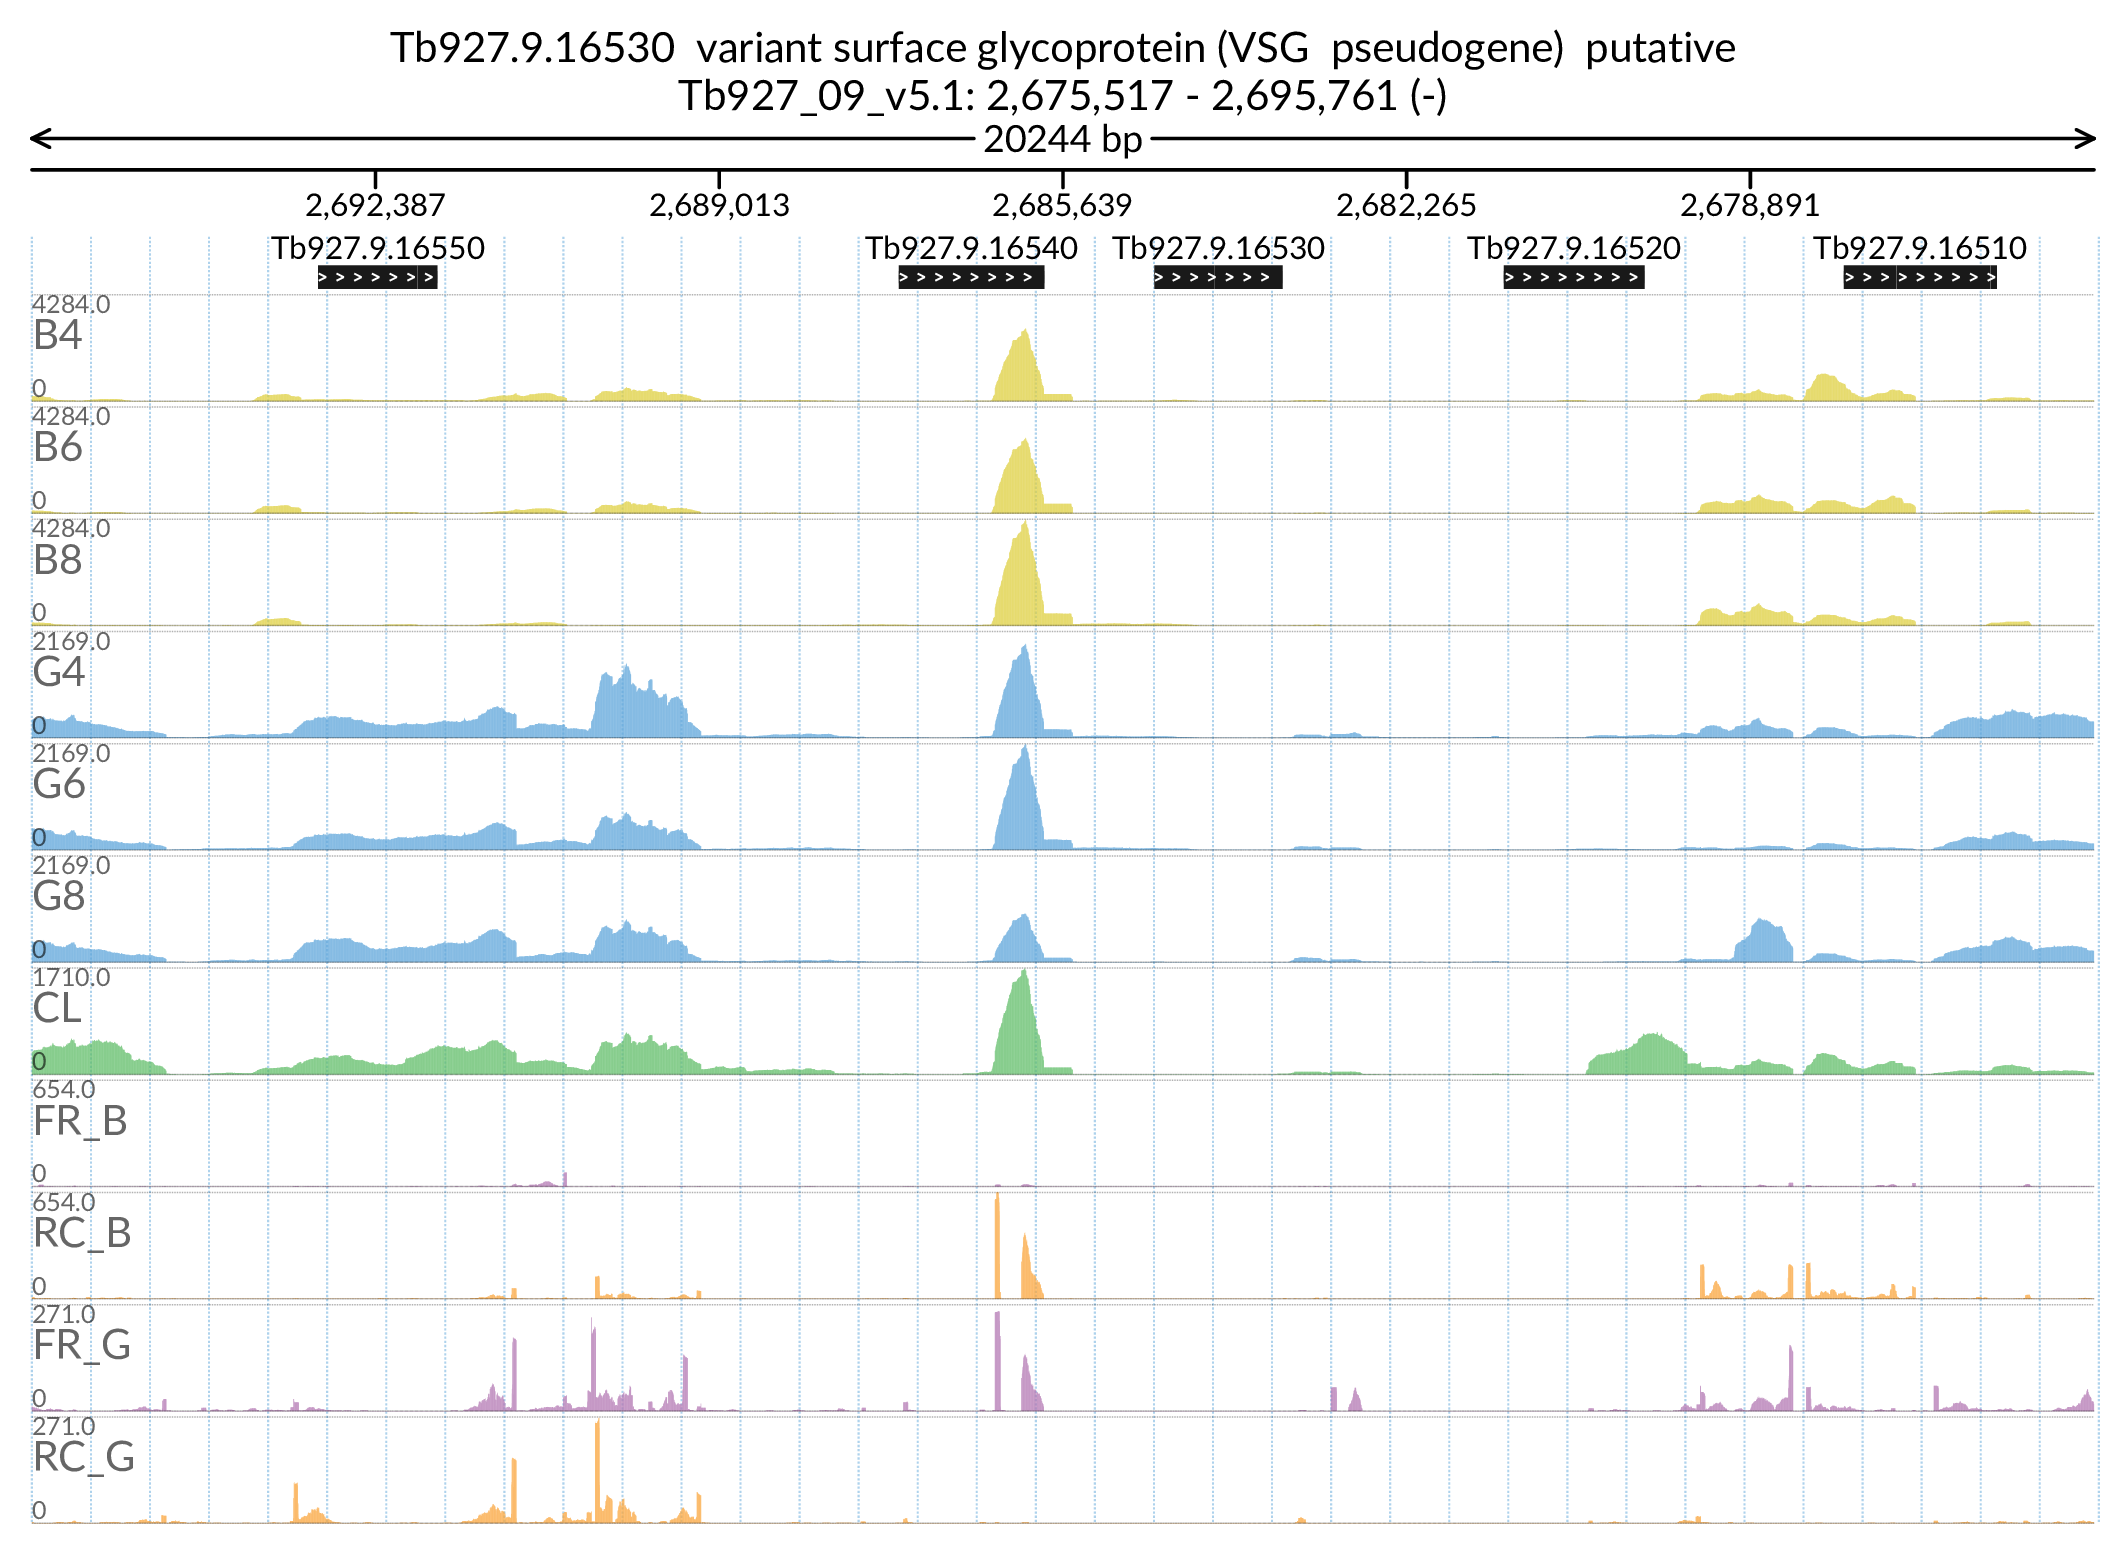 Tb927.9.16530  variant surface glycoprotein (VSG  pseudogene)  putative
Tb927_09_v5.1: 2,675,517 - 2,695,761 (-)
20244 bp
2,692,387 2,689,013 2,685,639 2,682,265 2,678,891
Tb927.9.16550 Tb927.9.16540 Tb927.9.16530 Tb927.9.16520 Tb927.9.16510
4284.0
B4
0
4284.0
B6
0
4284.0
B8
0
2169.0
G4
0
2169.0
G6
0
2169.0
G8
0
1710.0
CL
0
654.0
FR_B
0
654.0
RC_B
0
271.0
FR_G
0
271.0
RC_G
0